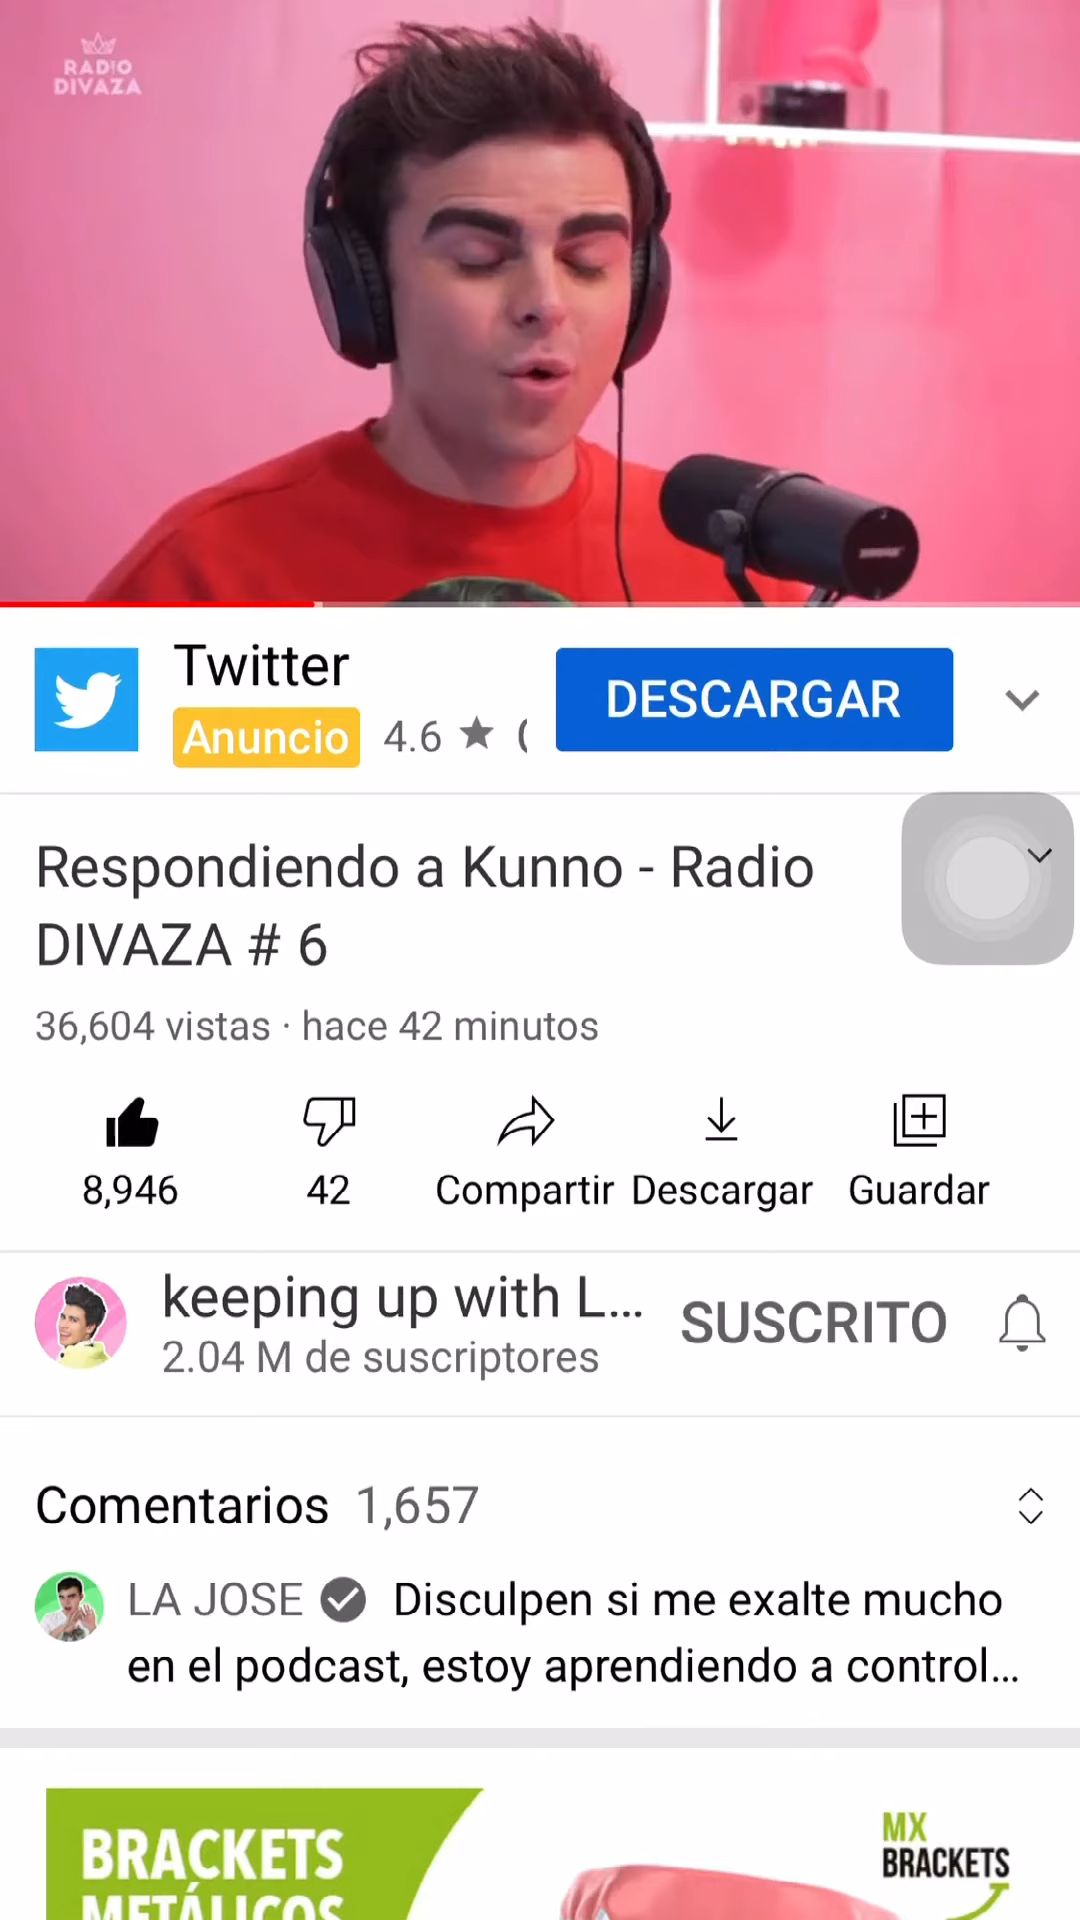 RADIO
DIVAZA
Twitter
DESCARGAR
Anuncio 4.6 ★ (
Respondiendo a Kunno - Radio
DIVAZA # 6
36,604 vistas · hace 42 minutos
8,946
42
Compartir
Descargar
Guardar
keeping up with L...
SUSCRITO
2.04 M de suscriptores
Comentarios 1,657
LA JOSE Disculpen si me exalte mucho
en el podcast, estoy aprendiendo a control...
BRACKETS
METÁLICOS
MX
BRACKETS